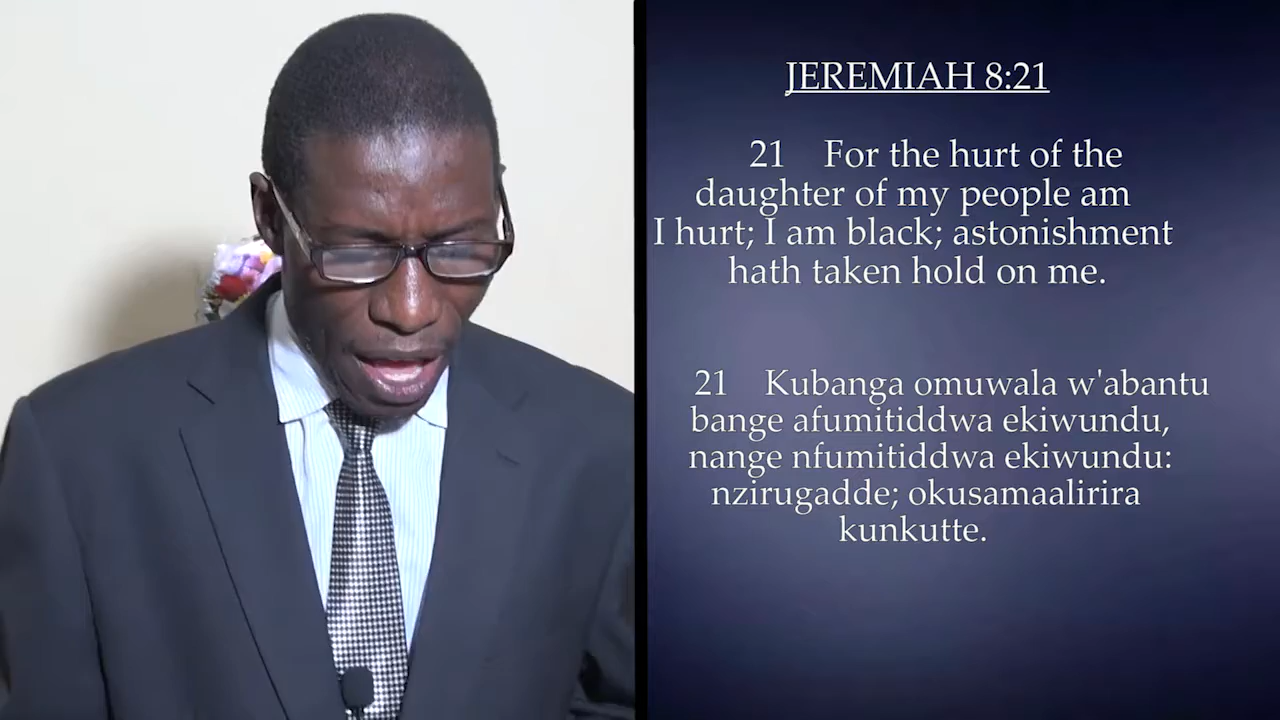 JEREMIAH 8:21
21 For the hurt of the
daughter of my people am
I hurt; I am black; astonishment
hath taken hold on me.
21 Kubanga omuwala w'abantu
bange afumitiddwa ekiwundu,
nange nfumitiddwa ekiwundu:
nzirugadde; okusamaalirira
kunkutte.